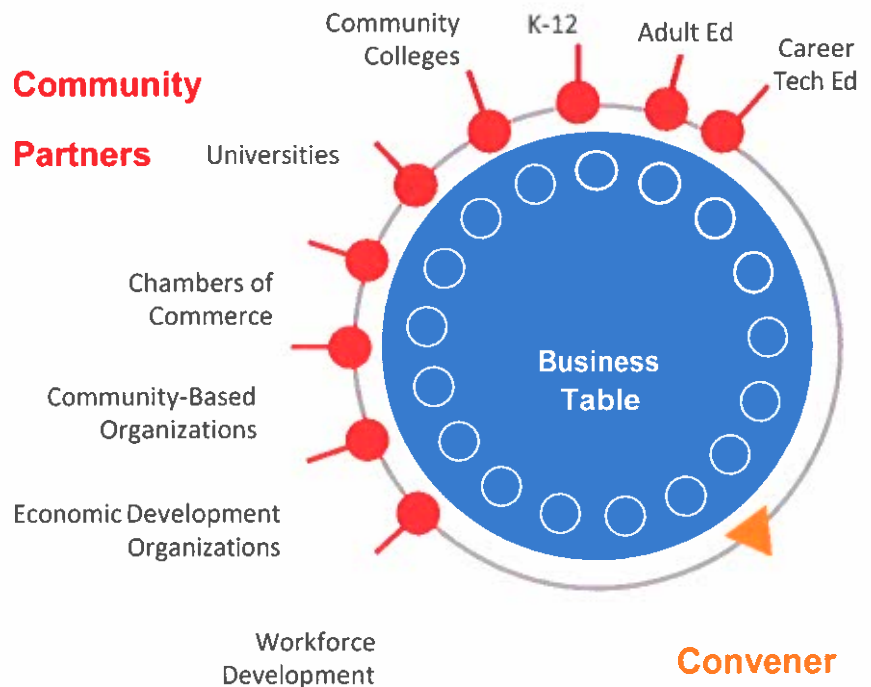 Community
Colleges
K-12
Adult Ed
Career
Tech Ed
Community
Partners
Universities
Chambers of
Commerce
Community-Based
Organizations
Economic Development
Organizations
Workforce
Development
Business
Table
Convener